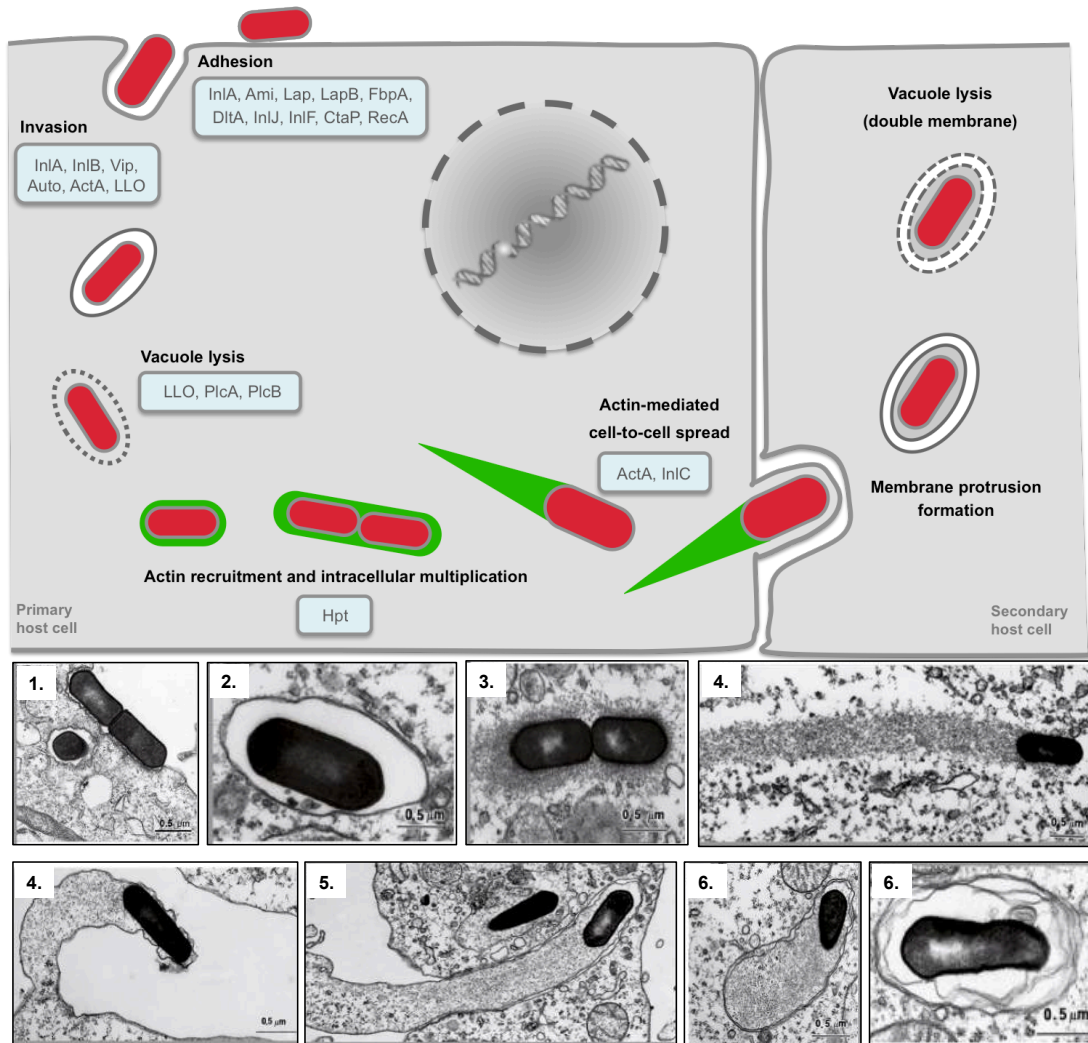 Adhesion
InlA, Ami, Lap, LapB, FbpA,
DltA, InlJ, InlF, CtaP, RecA
Invasion
InlA, InlB, Vip,
Auto, ActA, LLO
Vacuole lysis
(double membrane)
Vacuole lysis
LLO, PlcA, PlcB
Actin-mediated
cell-to-cell spread
ActA, InlC
Membrane protrusion
formation
Actin recruitment and intracellular multiplication
Hpt
Primary
host cell
Secondary
host cell
1.
0.5 µm
2.
0.5 µm
3.
0.5 µm
4.
0.5 µm
4.
0.5 µm
5.
0.5 µm
6.
0.5 µm
6.
0.5 µm